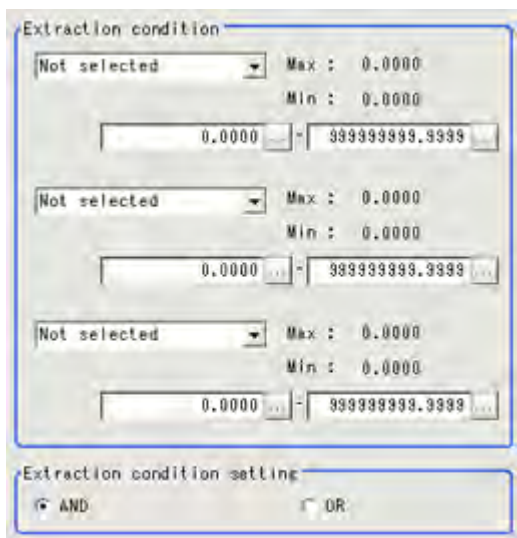 Extraction condition
Not selected Max : 0.0000
Min : 0.0000
0.0000 ... - 999999999.9999 ...
Not selected Max : 0.0000
Min : 0.0000
0.0000 ... - 999999999.9999 ...
Not selected Max : 0.0000
Min : 0.0000
0.0000 ... - 999999999.9999 ...
Extraction condition setting
AND OR